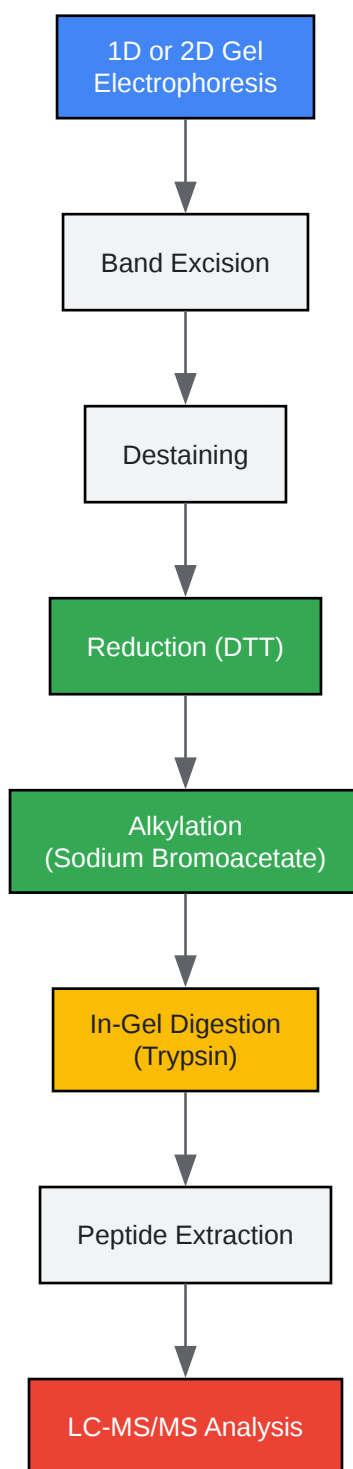 1D or 2D Gel
Electrophoresis
Band Excision
Destaining
Reduction (DTT)
Alkylation
(Sodium Bromoacetate)
In-Gel Digestion
(Trypsin)
Peptide Extraction
LC-MS/MS Analysis